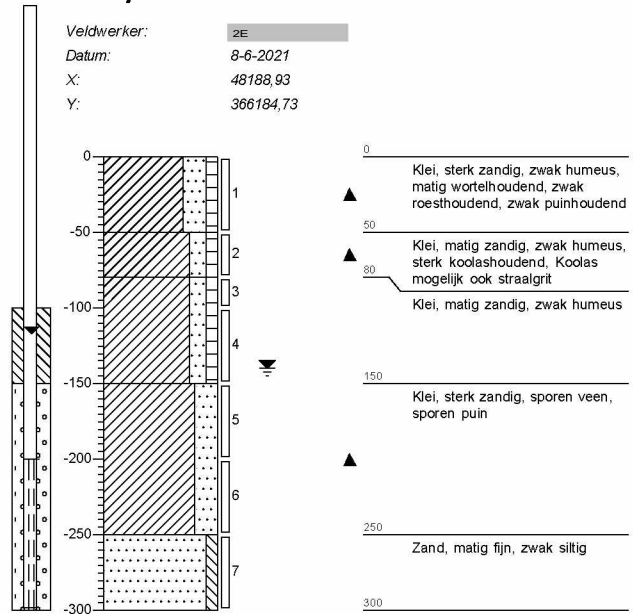 Veldwerker: 2E
Datum: 8-6-2021
X: 48188,93
Y: 366184,73
0
-50
-100
-150
-200
-250
-300
1
2
3
4
5
6
7
0
Klei, sterk zandig, zwak humeus,
matig wortelhoudend, zwak
roesthoudend, zwak puinhoudend
50
Klei, matig zandig, zwak humeus,
sterk koolashoudend, Koolas
mogelijk ook straalgrit
80
Klei, matig zandig, zwak humeus
150
Klei, sterk zandig, sporen veen,
sporen puin
250
Zand, matig fijn, zwak siltig
300